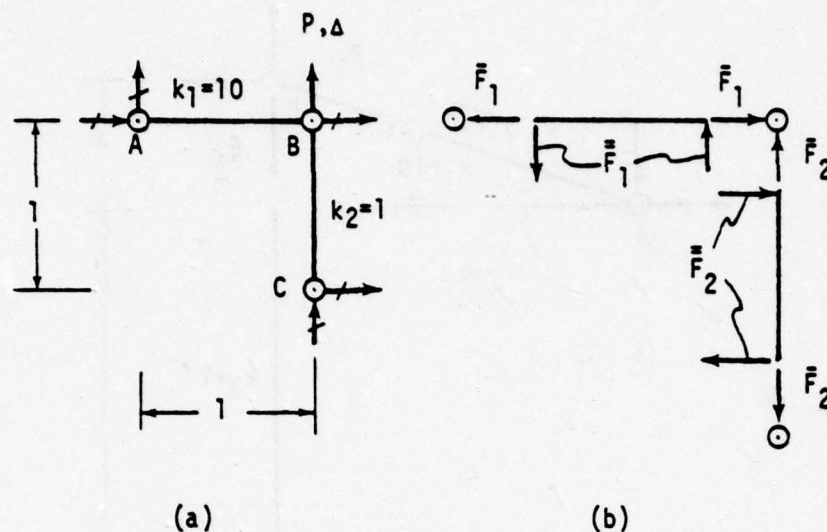 P, Δ
k₁=10
A
B
1
k₂=1
C
1
(a)
F̄₁
F̄₁
F̿₁
F̄₂
F̿₂
F̄₂
(b)